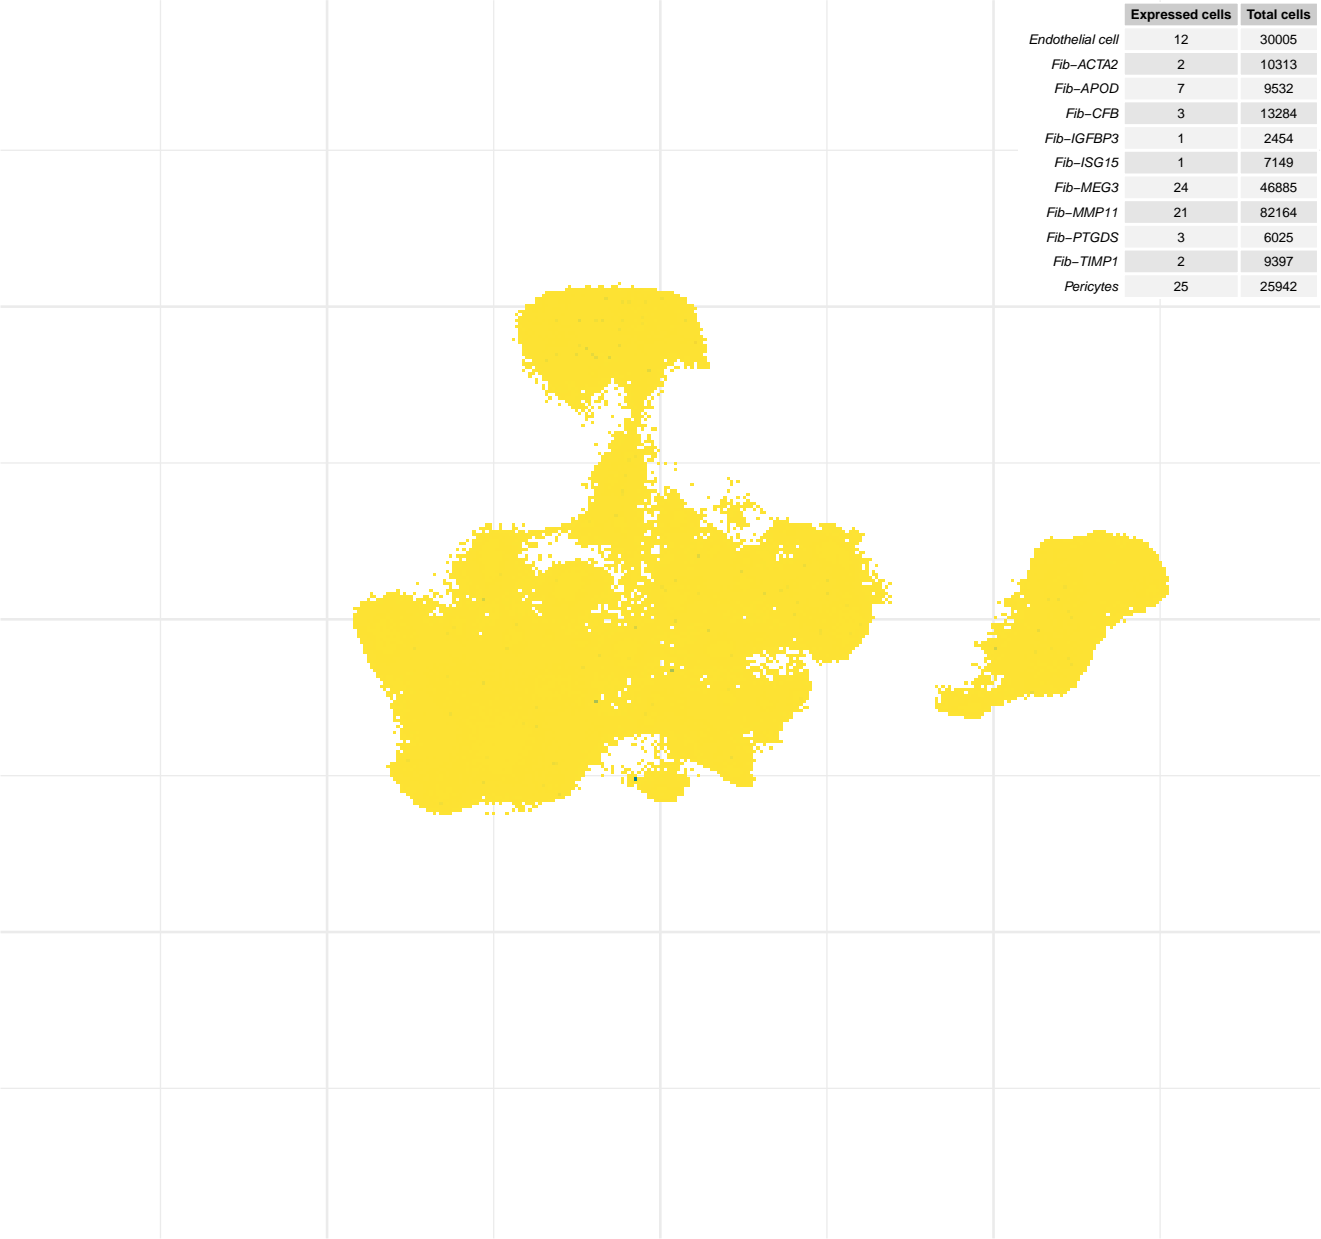 Expressed cells Total cells
Endothelial cell 12 30005
Fib−ACTA2 2 10313
Fib−APOD 7 9532
Fib−CFB 3 13284
Fib−IGFBP3 1 2454
Fib−ISG15 1 7149
Fib−MEG3 24 46885
Fib−MMP11 21 82164
Fib−PTGDS 3 6025
Fib−TIMP1 2 9397
Pericytes 25 25942